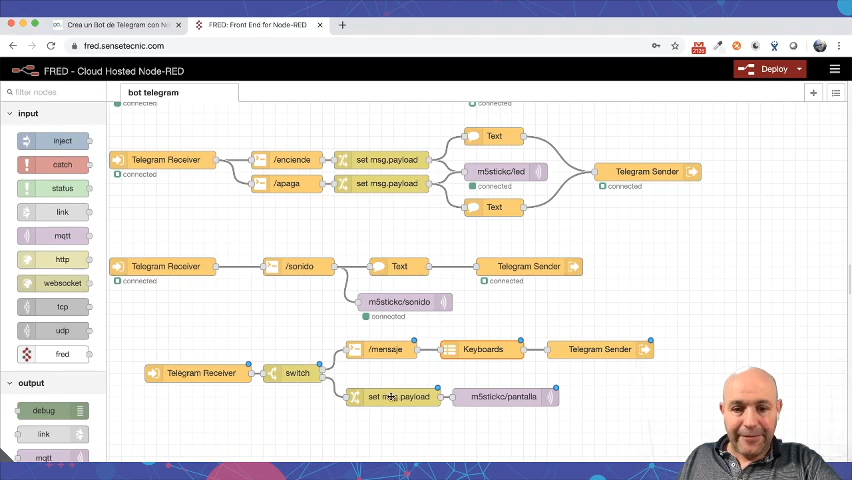 Crea un Bot de Telegram con No
FRED: Front End for Node-RED
fred.sensetecnic.com
2125
FRED - Cloud Hosted Node-RED
Deploy
filter nodes
bot telegram
input
inject
catch
status
link
mqtt
http
websocket
tcp
udp
fred
output
debug
link
mqtt
connected
connected
Telegram Receiver
connected
/enciende
set msg.payload
Text
/apaga
set msg.payload
m5stickc/led
connected
Text
Telegram Sender
connected
Telegram Receiver
connected
/sonido
Text
Telegram Sender
connected
m5stickc/sonido
connected
/mensaje
Keyboards
Telegram Sender
Telegram Receiver
switch
set msg.payload
m5stickc/pantalla